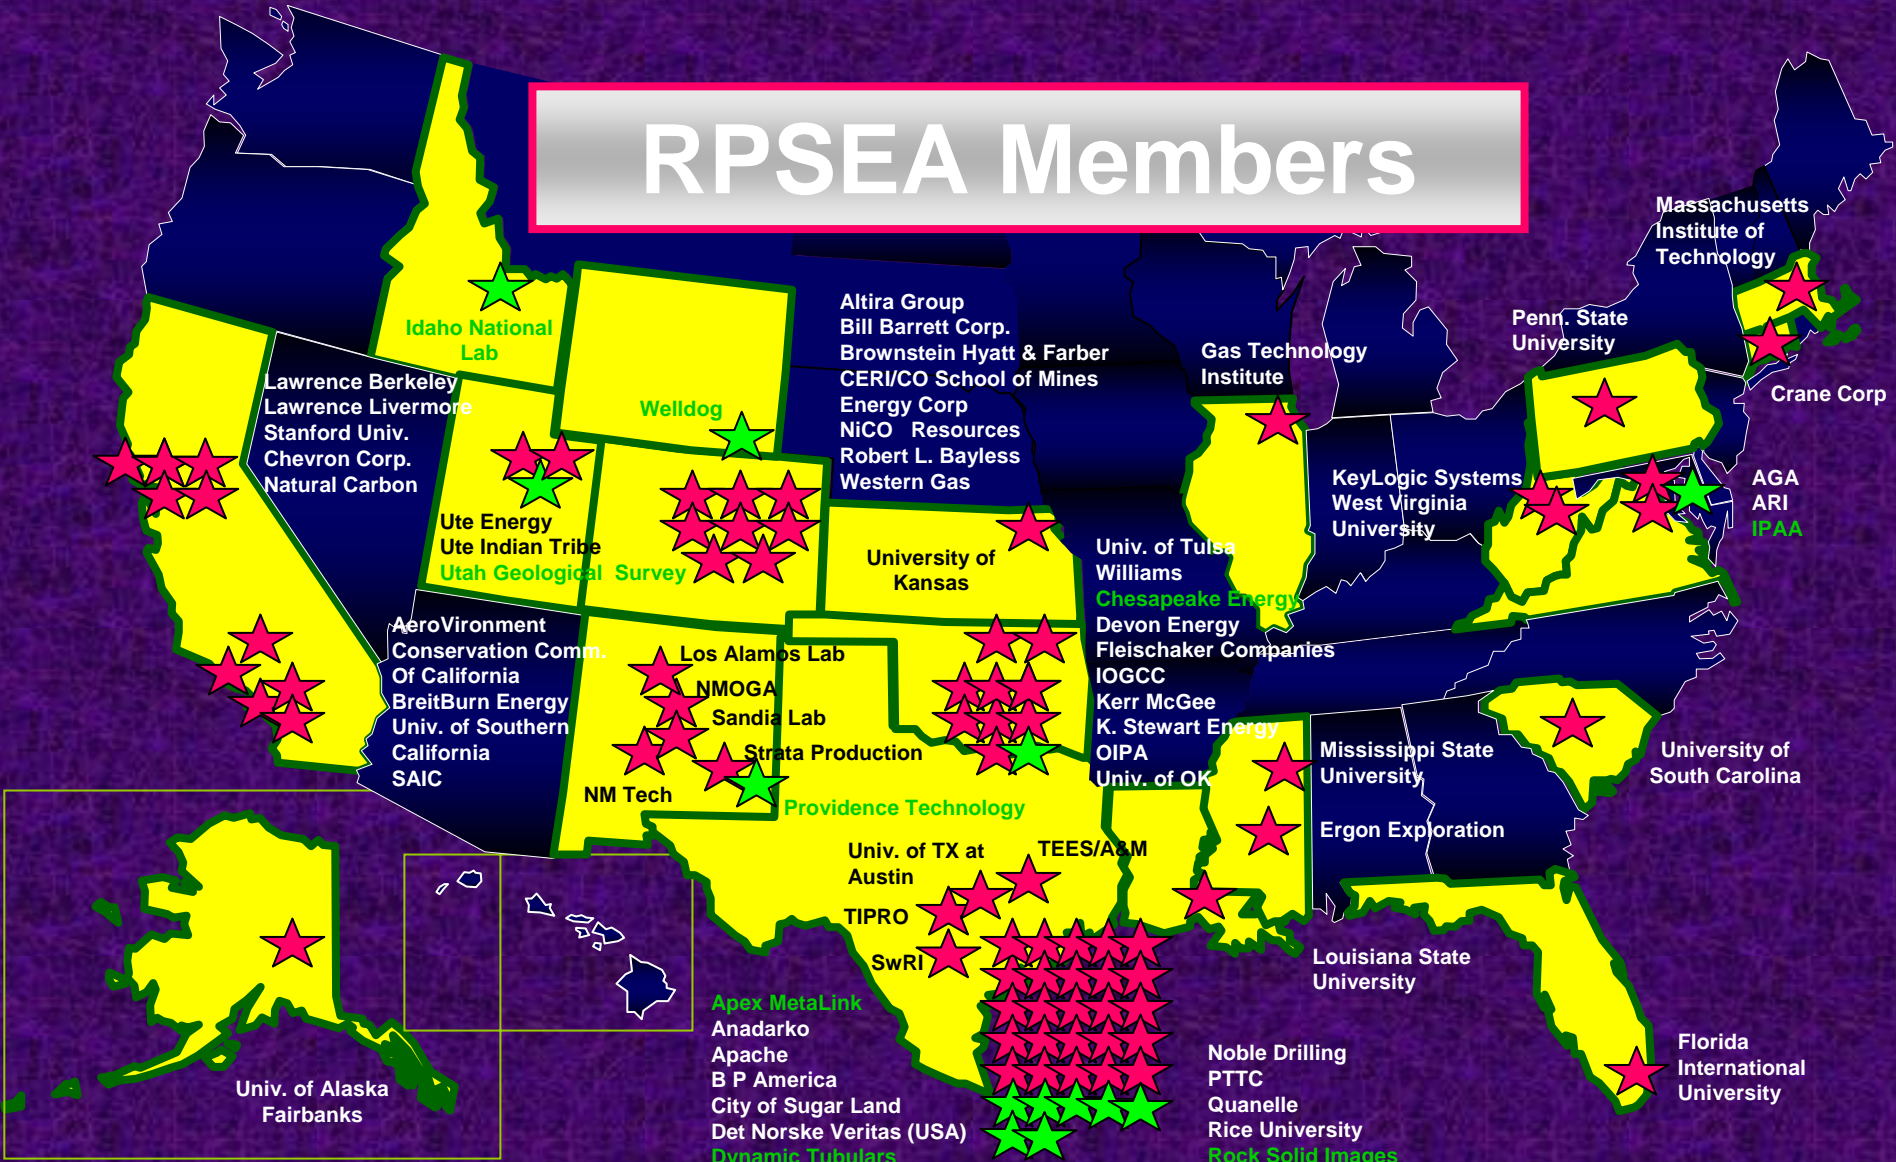 RPSEA Members
Massachusetts
Institute of
Technology
Penn. State
University
Crane Corp
Idaho National
Lab
Altira Group
Bill Barrett Corp.
Brownstein Hyatt & Farber
CERI/CO School of Mines
Energy Corp
NiCO   Resources
Robert L. Bayless
Western Gas
Gas Technology
Institute
Lawrence Berkeley
Lawrence Livermore
Stanford Univ.
Chevron Corp.
Natural Carbon
Welldog
KeyLogic Systems
West Virginia
University
AGA
ARI
IPAA
Ute Energy
Ute Indian Tribe
Utah Geological  Survey
University of
Kansas
Univ. of Tulsa
Williams
Chesapeake Energy
Devon Energy
Fleischaker Companies
IOGCC
Kerr McGee
K. Stewart Energy
OIPA
Univ. of OK
AeroVironment
Conservation Comm.
Of California
BreitBurn Energy
Univ. of Southern
California
SAIC
Los Alamos Lab
NMOGA
Sandia Lab
Strata Production
NM Tech
Providence Technology
Mississippi State
University
Ergon Exploration
University of
South Carolina
Univ. of TX at
Austin
TEES/A&M
TIPRO
SwRI
Louisiana State
University
Apex MetaLink
Anadarko
Apache
B P America
City of Sugar Land
Det Norske Veritas (USA)
Dynamic Tubulars
Noble Drilling
PTTC
Quanelle
Rice University
Rock Solid Images
Florida
International
University
Univ. of Alaska
Fairbanks